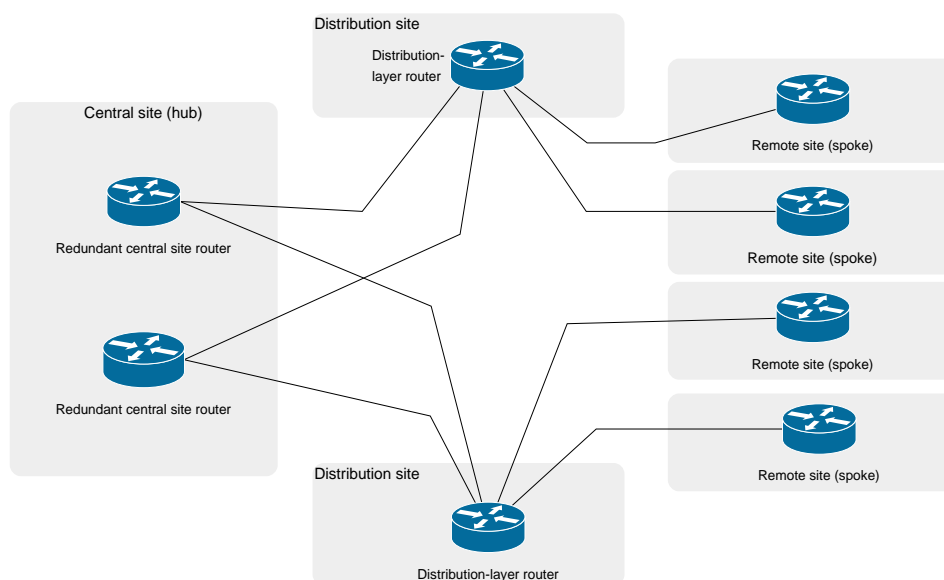 Distribution site
Distribution-
layer router
Central site (hub)
Redundant central site router
Redundant central site router
Remote site (spoke)
Remote site (spoke)
Remote site (spoke)
Remote site (spoke)
Distribution site
Distribution-layer router